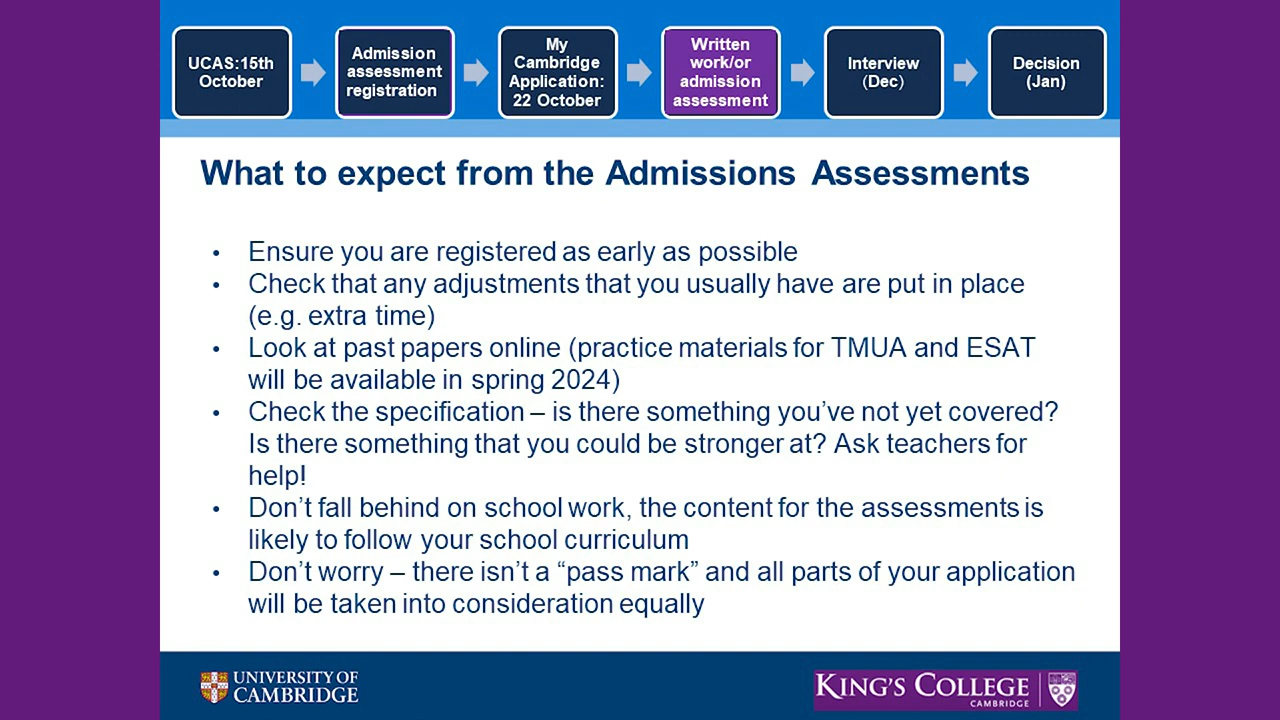 UCAS:15th
October
Admission
assessment
registration
My
Cambridge
Application:
22 October
Written
work/or
admission
assessment
Interview
(Dec)
Decision
(Jan)
What to expect from the Admissions Assessments
• Ensure you are registered as early as possible
• Check that any adjustments that you usually have are put in place
(e.g. extra time)
• Look at past papers online (practice materials for TMUA and ESAT
will be available in spring 2024)
• Check the specification – is there something you’ve not yet covered?
Is there something that you could be stronger at? Ask teachers for
help!
• Don’t fall behind on school work, the content for the assessments is
likely to follow your school curriculum
• Don’t worry – there isn’t a “pass mark” and all parts of your application
will be taken into consideration equally
UNIVERSITY OF
CAMBRIDGE
KING'S COLLEGE
CAMBRIDGE